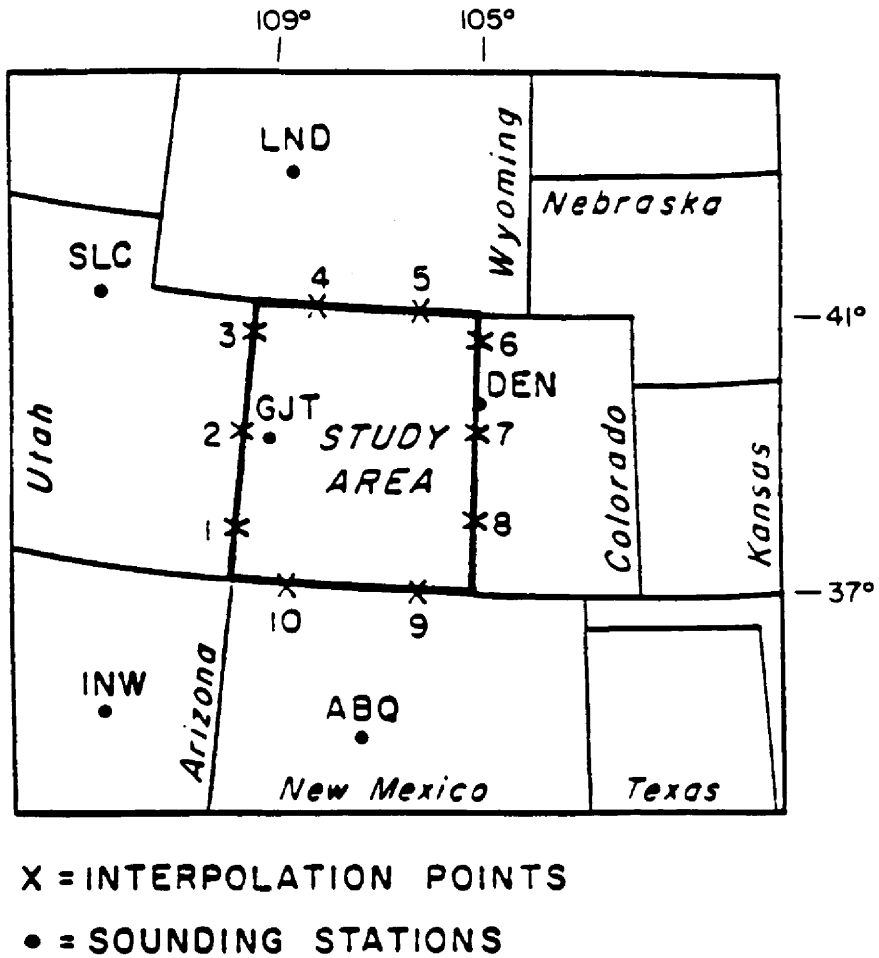 109° 105°
LND
Wyoming
Nebraska
SLC
4 5
41°
3 6
DEN
GJT
2 STUDY 7
AREA
Utah
Colorado
Kansas
1 8
37°
10 9
INW
Arizona
ABQ
New Mexico Texas
X = INTERPOLATION POINTS
● = SOUNDING STATIONS